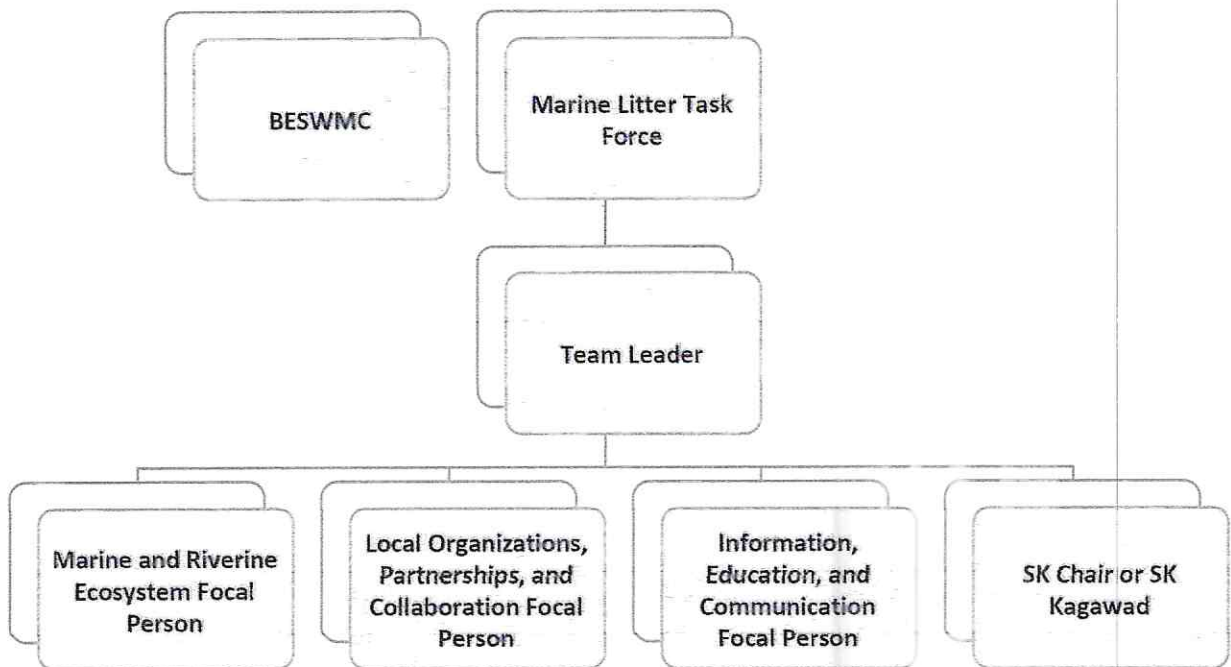 BESWMC
Marine Litter Task
Force
Team Leader
Marine and Riverine
Ecosystem Focal
Person
Local Organizations,
Partnerships, and
Collaboration Focal
Person
Information,
Education, and
Communication
Focal Person
SK Chair or SK
Kagawad